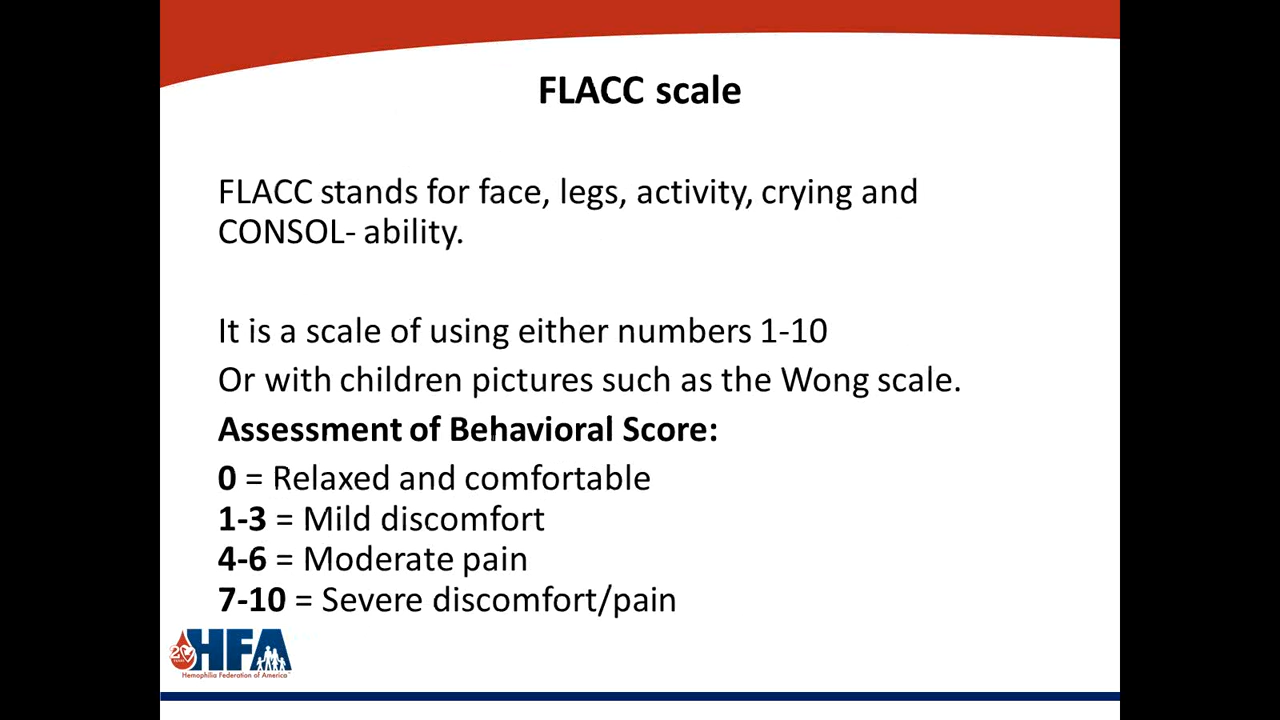 FLACC scale
FLACC stands for face, legs, activity, crying and
CONSOL- ability.
It is a scale of using either numbers 1-10
Or with children pictures such as the Wong scale.
Assessment of Behavioral Score:
0 = Relaxed and comfortable
1-3 = Mild discomfort
4-6 = Moderate pain
7-10 = Severe discomfort/pain
20 HFA
YEARS
Hemophilia Federation of America